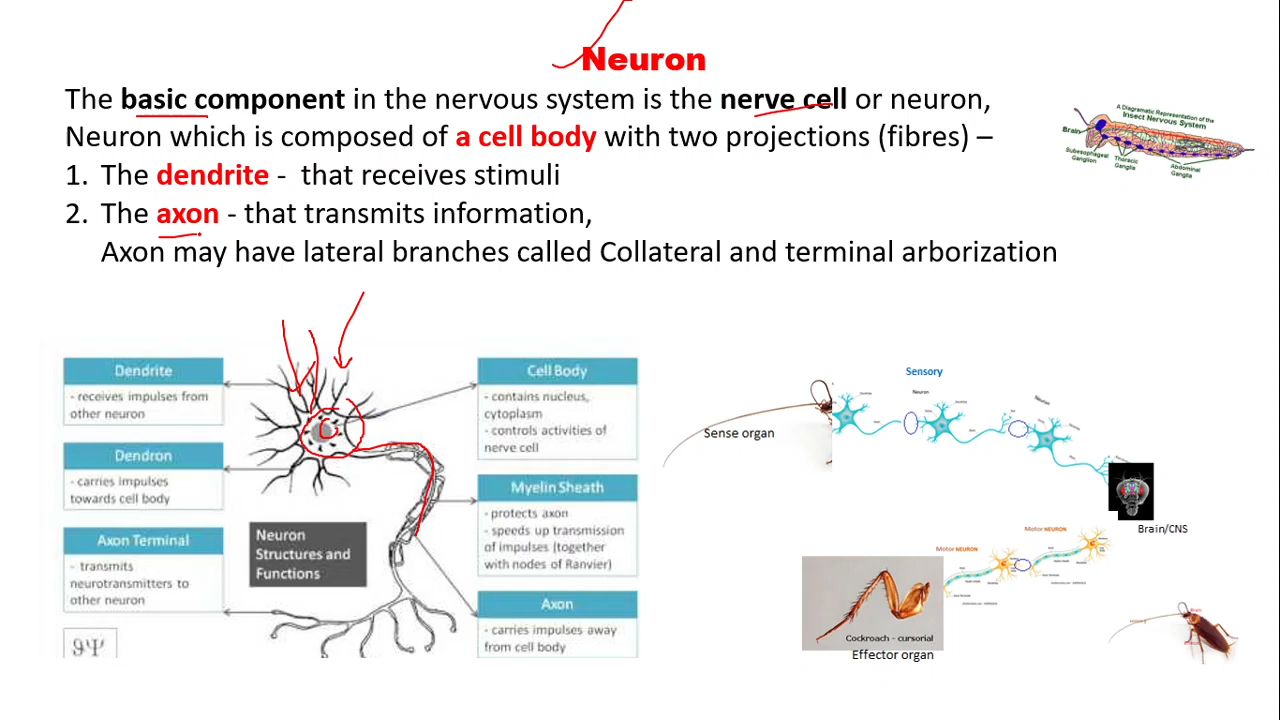 Neuron
The basic component in the nervous system is the nerve cell or neuron,
Neuron which is composed of a cell body with two projections (fibres) –
1. The dendrite - that receives stimuli
2. The axon - that transmits information,
Axon may have lateral branches called Collateral and terminal arborization
A Diagramatic Representation of the
Insect Nervous System
Brain
Subesophageal
Ganglion
Thoracic
Ganglia
Abdominal
Ganglia
Dendrite
- receives impulses from
other neuron
Dendron
- carries impulses
towards cell body
Axon Terminal
- transmits
neurotransmitters to
other neuron
Neuron
Structures and
Functions
Cell Body
- contains nucleus,
cytoplasm
- controls activities of
nerve cell
Myelin Sheath
- protects axon
- speeds up transmission
of impulses (together
with nodes of Ranvier)
Axon
- carries impulses away
from cell body
Sensory
Neuron
Neuron
Sense organ
Brain/CNS
Motor NEURON
Motor NEURON
Cockroach - cursorial
Effector organ
Brain